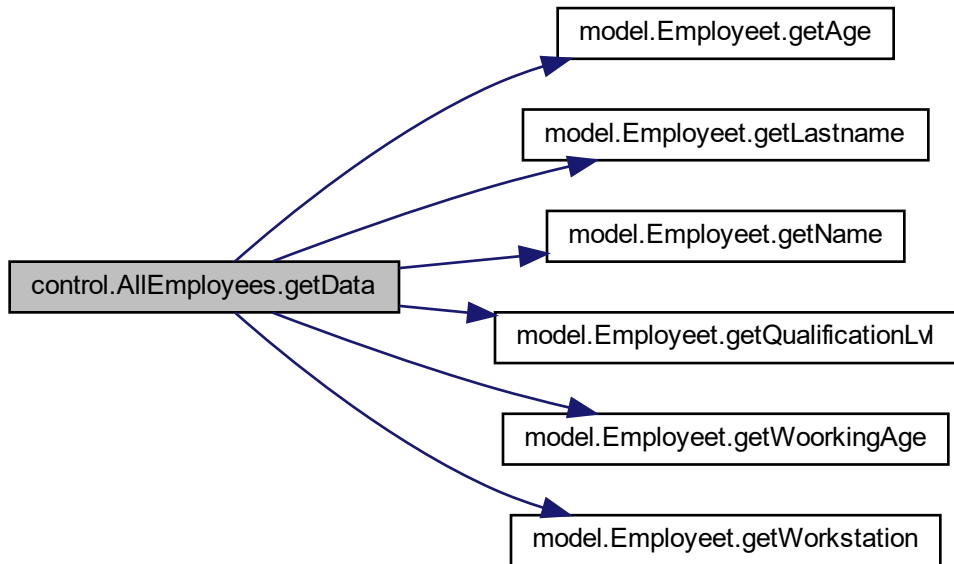 model.Employeet.getAge
model.Employeet.getLastname
model.Employeet.getName
control.AllEmployees.getData
model.Employeet.getQualificationLvl
model.Employeet.getWoorkingAge
model.Employeet.getWorkstation